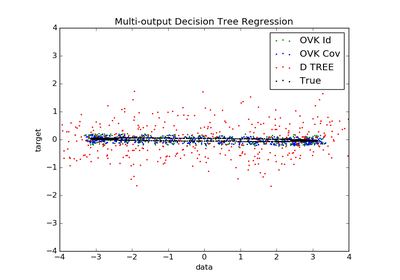 Multi-output Decision Tree Regression
OVK Id
OVK Cov
D TREE
True
target
4
3
2
1
0
−1
−2
−3
−4
−4 −3 −2 −1 0 1 2 3 4
data